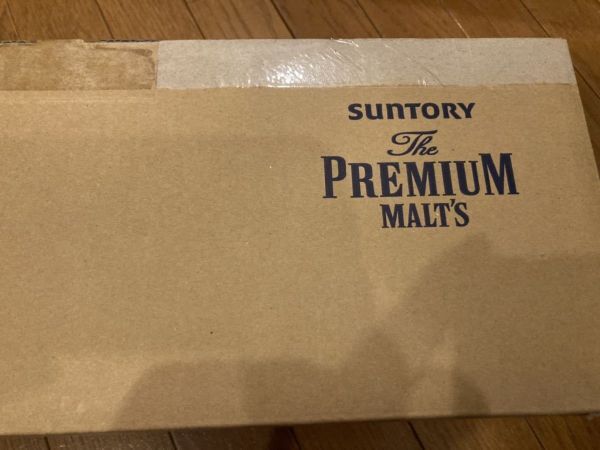 SUNTORY
The
PREMIUM
MALT'S